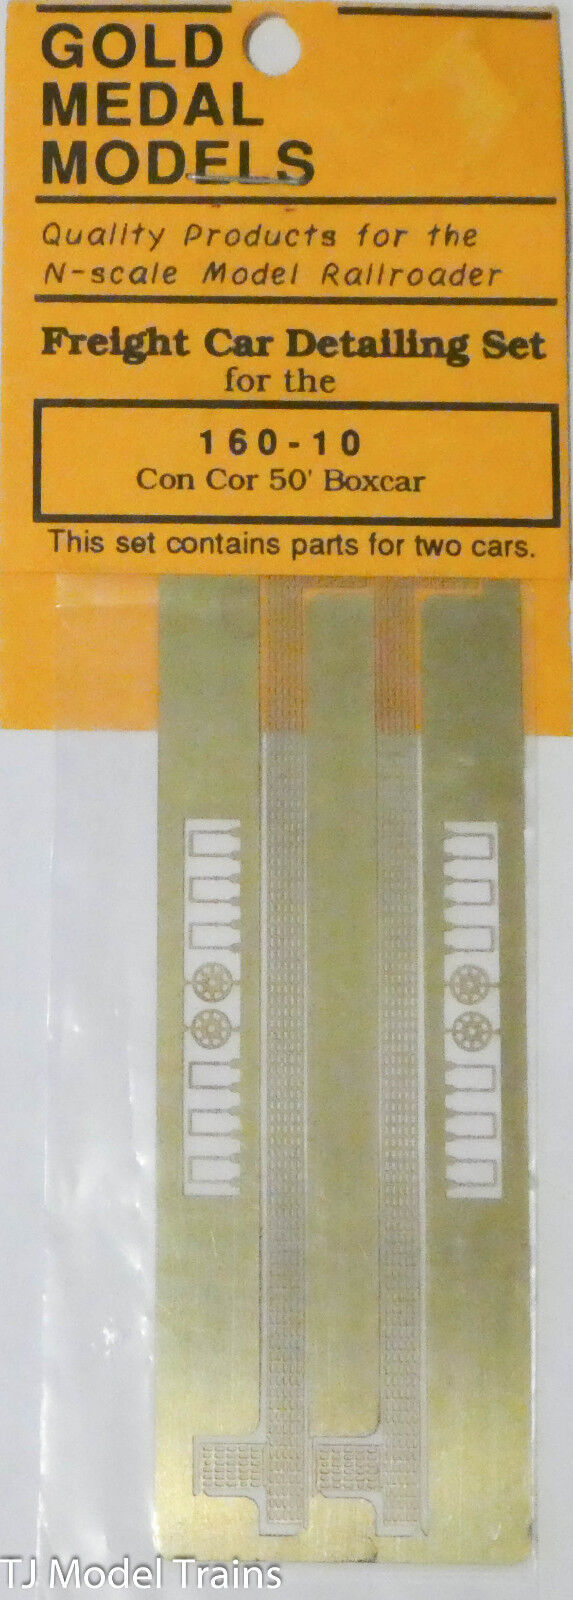 GOLD
MEDAL
MODELS
Quality Products for the
N-scale Model Railroader
Freight Car Detailing Set
for the
160-10
Con Cor 50' Boxcar
This set contains parts for two cars.
TJ Model Trains